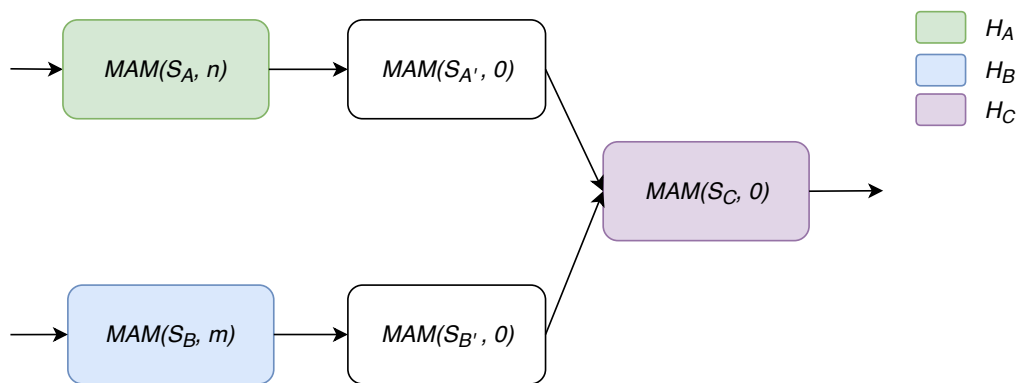 MAM(S_A, n)
MAM(S_A', 0)
H_A
H_B
H_C
MAM(S_C, 0)
MAM(S_B, m)
MAM(S_B', 0)